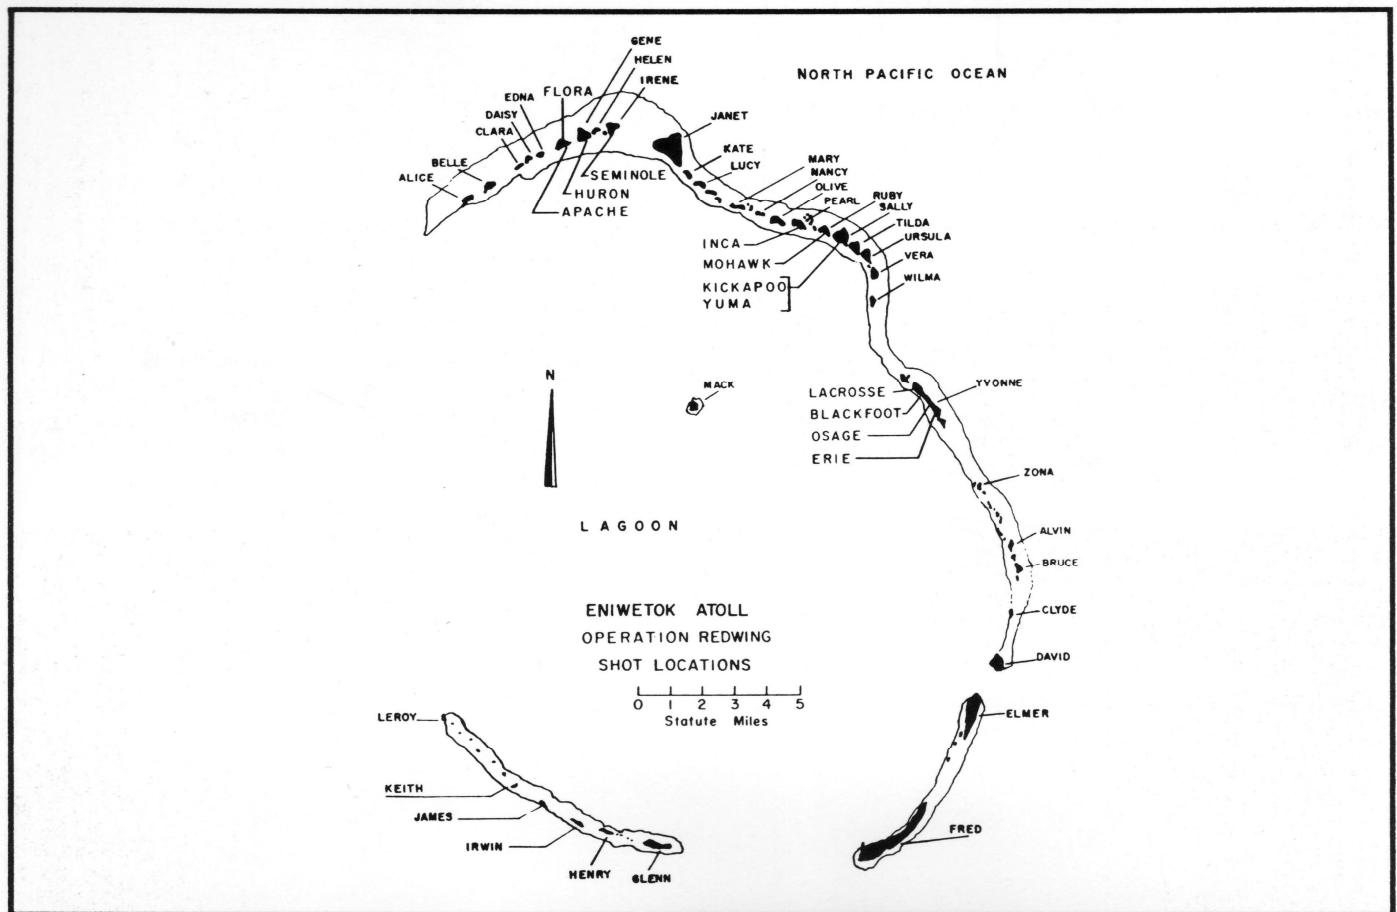 GENE
HELEN
IRENE
NORTH PACIFIC OCEAN
FLORA
EDNA
DAISY
CLARA
BELLE
ALICE
JANET
KATE
LUCY
MARY
NANCY
OLIVE
PEARL
RUBY
SALLY
TILDA
URSULA
VERA
WILMA
SEMINOLE
HURON
APACHE
INCA
MOHAWK
KICKAPOO
YUMA
N
MACK
LACROSSE
BLACKFOOT
OSAGE
ERIE
YVONNE
ZONA
LAGOON
ALVIN
BRUCE
CLYDE
DAVID
ENIWETOK ATOLL
OPERATION REDWING
SHOT LOCATIONS
0 1 2 3 4 5
Statute Miles
LEROY
ELMER
KEITH
JAMES
IRWIN
HENRY
GLENN
FRED